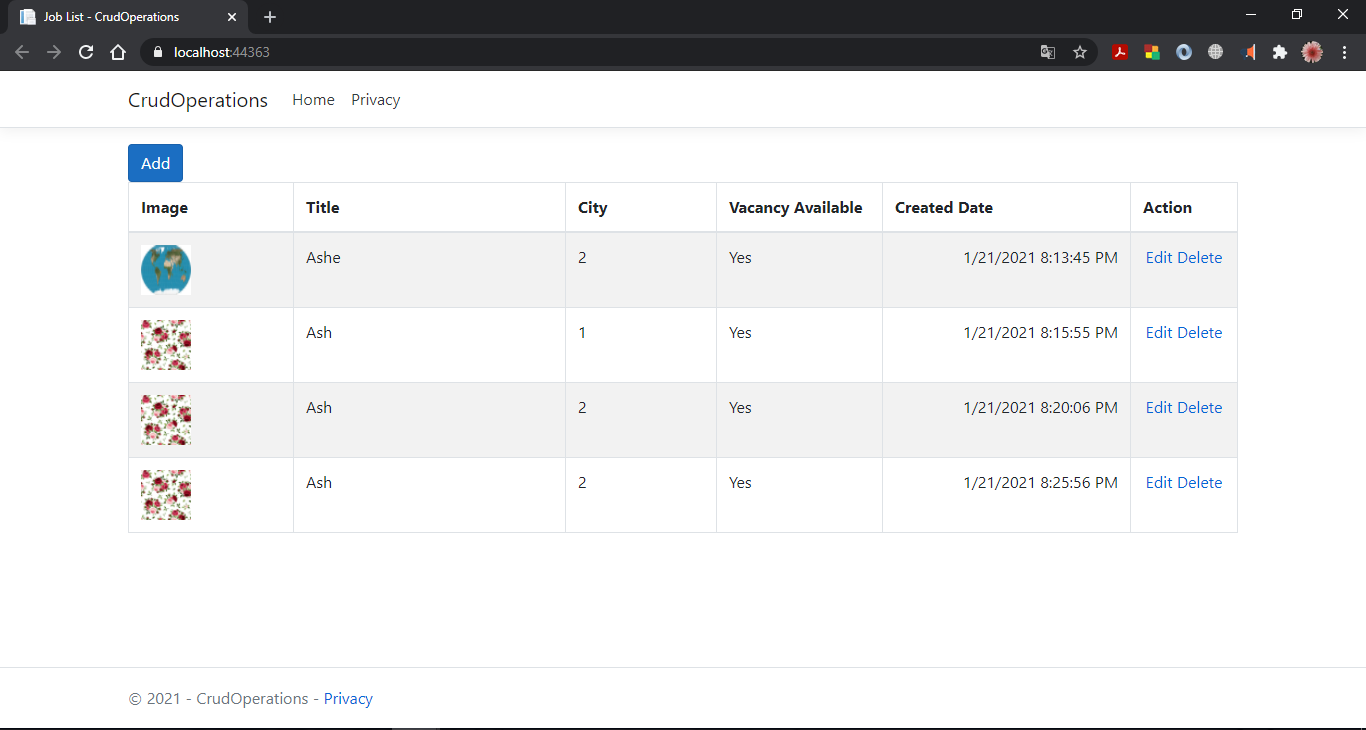 Job List - CrudOperations
localhost:44363
CrudOperations Home Privacy
Add
Image Title City Vacancy Available Created Date Action
Ashe 2 Yes 1/21/2021 8:13:45 PM Edit Delete
Ash 1 Yes 1/21/2021 8:15:55 PM Edit Delete
Ash 2 Yes 1/21/2021 8:20:06 PM Edit Delete
Ash 2 Yes 1/21/2021 8:25:56 PM Edit Delete
© 2021 - CrudOperations - Privacy